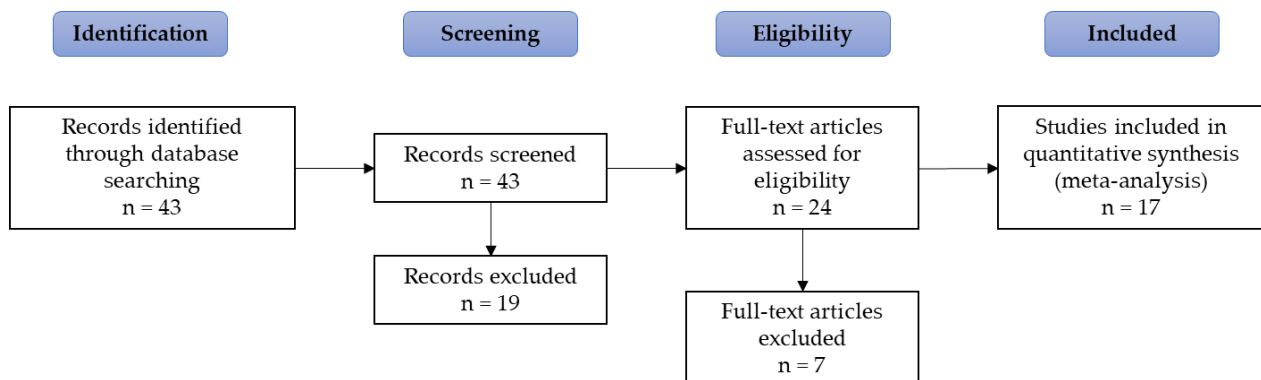 Identification
Screening
Eligibility
Included
Records identified
through database
searching
n = 43
Records screened
n = 43
Records excluded
n = 19
Full-text articles
assessed for
eligibility
n = 24
Full-text articles
excluded
n = 7
Studies included in
quantitative synthesis
(meta-analysis)
n = 17